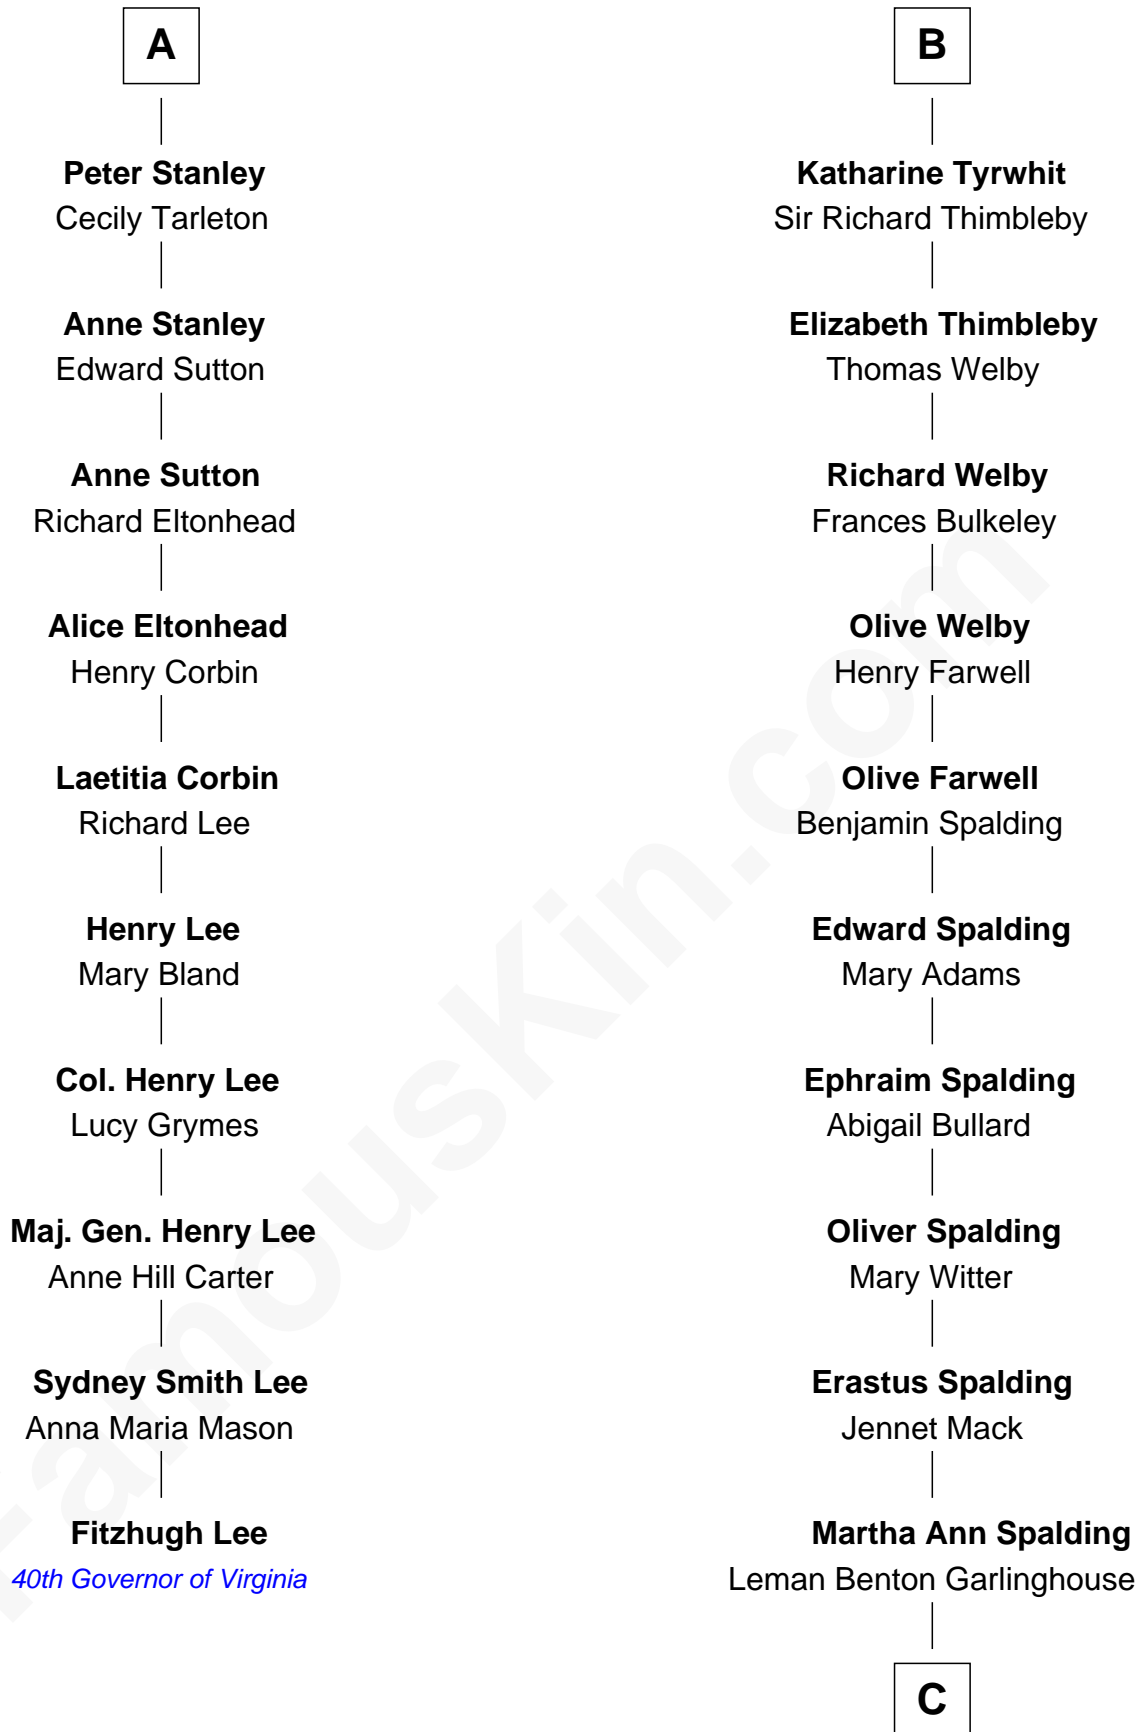 A
Peter Stanley
Cecily Tarleton
Anne Stanley
Edward Sutton
Anne Sutton
Richard Eltonhead
Alice Eltonhead
Henry Corbin
Laetitia Corbin
Richard Lee
Henry Lee
Mary Bland
Col. Henry Lee
Lucy Grymes
Maj. Gen. Henry Lee
Anne Hill Carter
Sydney Smith Lee
Anna Maria Mason
Fitzhugh Lee
40th Governor of Virginia
B
Katharine Tyrwhit
Sir Richard Thimbleby
Elizabeth Thimbleby
Thomas Welby
Richard Welby
Frances Bulkeley
Olive Welby
Henry Farwell
Olive Farwell
Benjamin Spalding
Edward Spalding
Mary Adams
Ephraim Spalding
Abigail Bullard
Oliver Spalding
Mary Witter
Erastus Spalding
Jennet Mack
Martha Ann Spalding
Leman Benton Garlinghouse
C
FamousKin.com